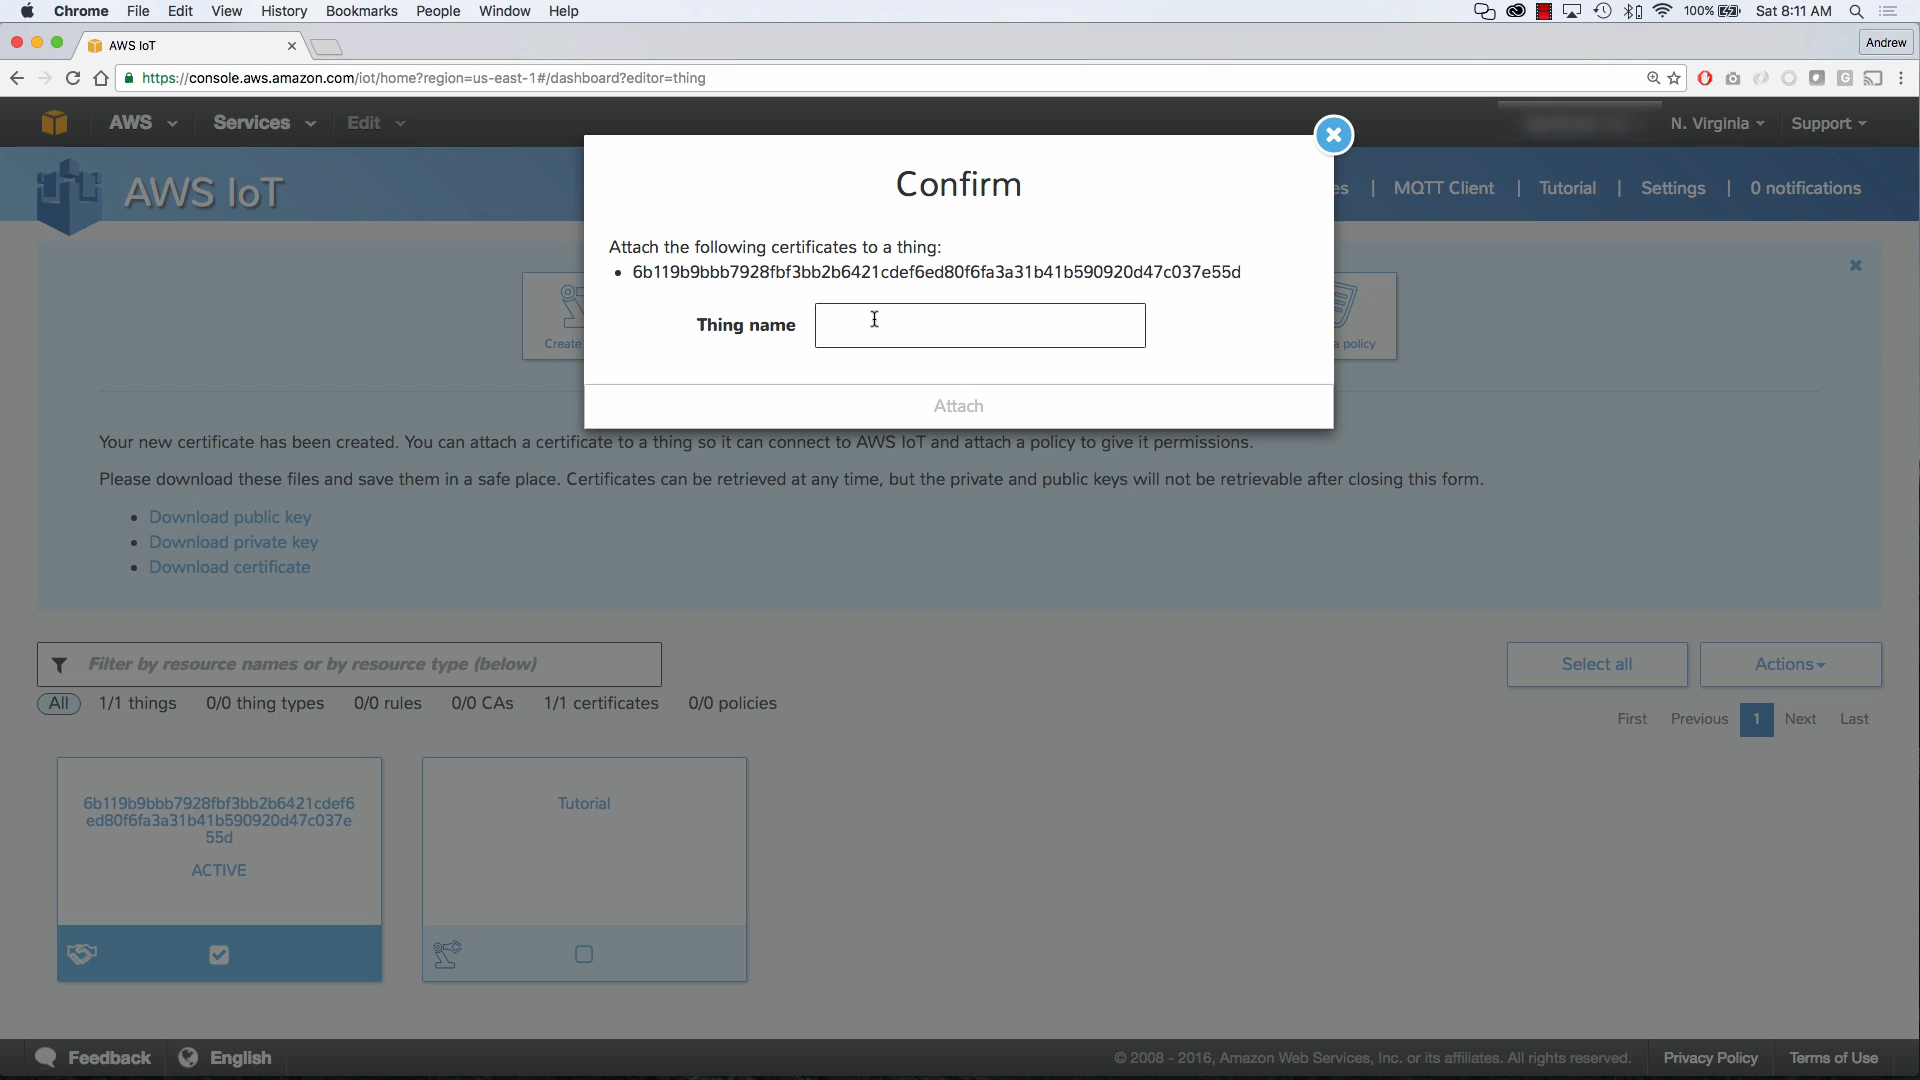 Chrome File Edit View History Bookmarks People Window Help 100% Sat 8:11 AM
AWS IoT
Andrew
https://console.aws.amazon.com/iot/home?region=us-east-1#/dashboard?editor=thing
AWS Services Edit N. Virginia Support
AWS IoT
es | MQTT Client | Tutorial | Settings | 0 notifications
Confirm
Attach the following certificates to a thing:
• 6b119b9bbb7928fbf3bb2b6421cdef6ed80f6fa3a31b41b590920d47c037e55d
Thing name
Create
a policy
Attach
Your new certificate has been created. You can attach a certificate to a thing so it can connect to AWS IoT and attach a policy to give it permissions.
Please download these files and save them in a safe place. Certificates can be retrieved at any time, but the private and public keys will not be retrievable after closing this form.
• Download public key
• Download private key
• Download certificate
Filter by resource names or by resource type (below)
Select all
Actions
All 1/1 things 0/0 thing types 0/0 rules 0/0 CAs 1/1 certificates 0/0 policies
First Previous 1 Next Last
6b119b9bbb7928fbf3bb2b6421cdef6
ed80f6fa3a31b41b590920d47c037e
55d
ACTIVE
Tutorial
Feedback English
© 2008 - 2016, Amazon Web Services, Inc. or its affiliates. All rights reserved. Privacy Policy Terms of Use